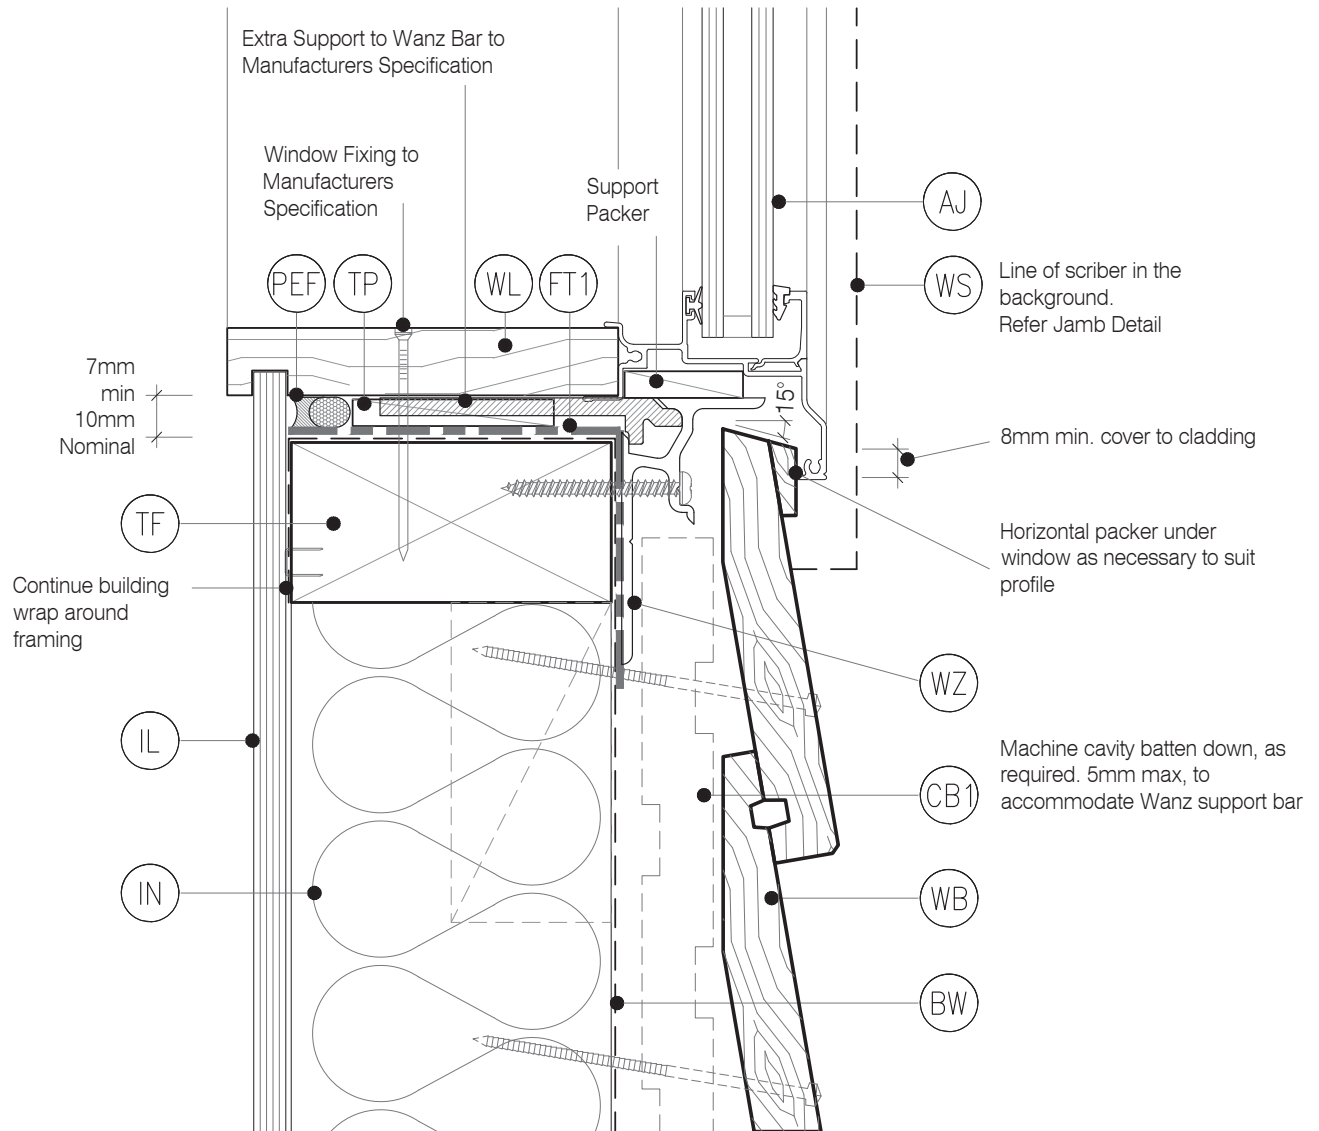 Extra Support to Wanz Bar to
Manufacturers Specification
Window Fixing to
Manufacturers
Specification
Support
Packer
AJ
PEF
TP
WL
FT1
WS
Line of scriber in the
background.
Refer Jamb Detail
7mm
min
10mm
Nominal
15°
8mm min. cover to cladding
TF
Horizontal packer under
window as necessary to suit
profile
Continue building
wrap around
framing
WZ
IL
Machine cavity batten down, as
required. 5mm max, to
accommodate Wanz support bar
CB1
IN
WB
BW